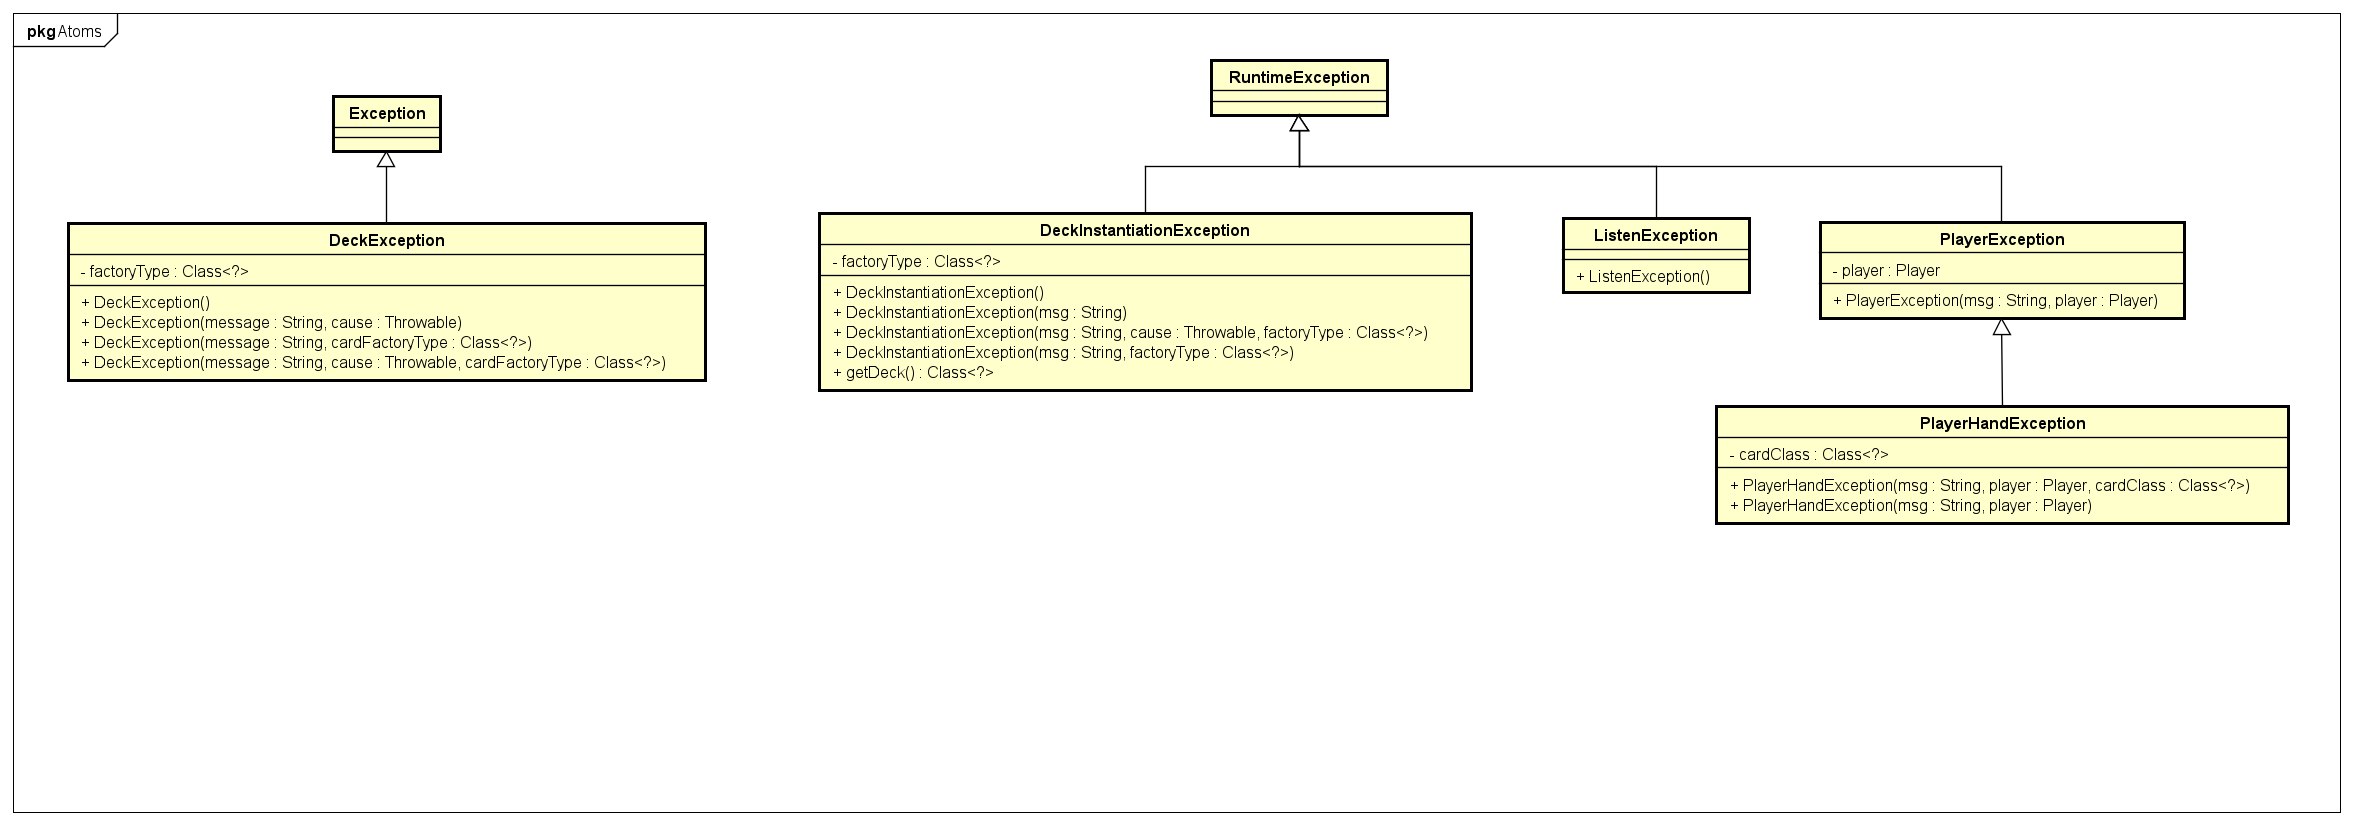 pkg Atoms
Exception
DeckException
- factoryType : Class<?>
+ DeckException()
+ DeckException(message : String, cause : Throwable)
+ DeckException(message : String, cardFactoryType : Class<?>)
+ DeckException(message : String, cause : Throwable, cardFactoryType : Class<?>)
RuntimeException
DeckInstantiationException
- factoryType : Class<?>
+ DeckInstantiationException()
+ DeckInstantiationException(msg : String)
+ DeckInstantiationException(msg : String, cause : Throwable, factoryType : Class<?>)
+ DeckInstantiationException(msg : String, factoryType : Class<?>)
+ getDeck() : Class<?>
ListenException
+ ListenException()
PlayerException
- player : Player
+ PlayerException(msg : String, player : Player)
PlayerHandException
- cardClass : Class<?>
+ PlayerHandException(msg : String, player : Player, cardClass : Class<?>)
+ PlayerHandException(msg : String, player : Player)